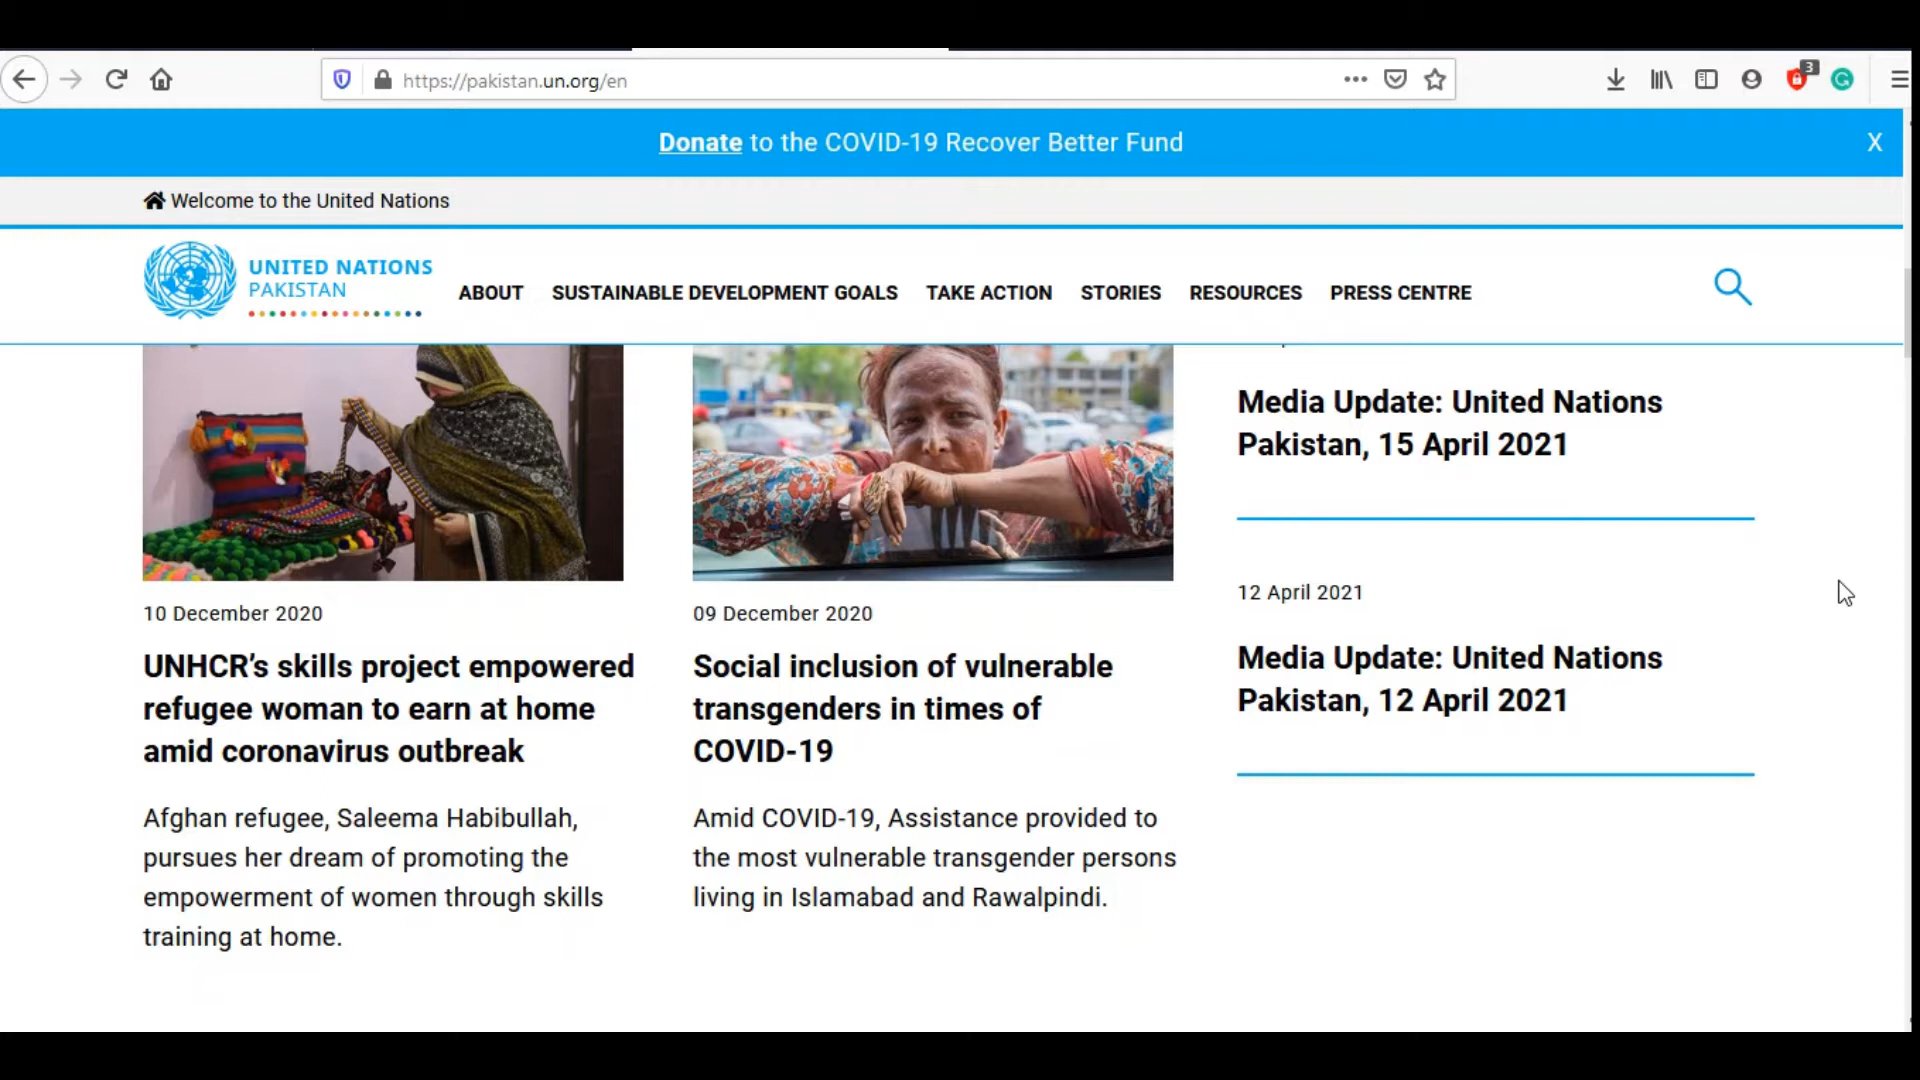 https://pakistan.un.org/en
3
Donate to the COVID-19 Recover Better Fund
X
Welcome to the United Nations
UNITED NATIONS
PAKISTAN
ABOUT SUSTAINABLE DEVELOPMENT GOALS TAKE ACTION STORIES RESOURCES PRESS CENTRE
10 December 2020
UNHCR’s skills project empowered
refugee woman to earn at home
amid coronavirus outbreak
Afghan refugee, Saleema Habibullah,
pursues her dream of promoting the
empowerment of women through skills
training at home.
09 December 2020
Social inclusion of vulnerable
transgenders in times of
COVID-19
Amid COVID-19, Assistance provided to
the most vulnerable transgender persons
living in Islamabad and Rawalpindi.
Media Update: United Nations
Pakistan, 15 April 2021
12 April 2021
Media Update: United Nations
Pakistan, 12 April 2021